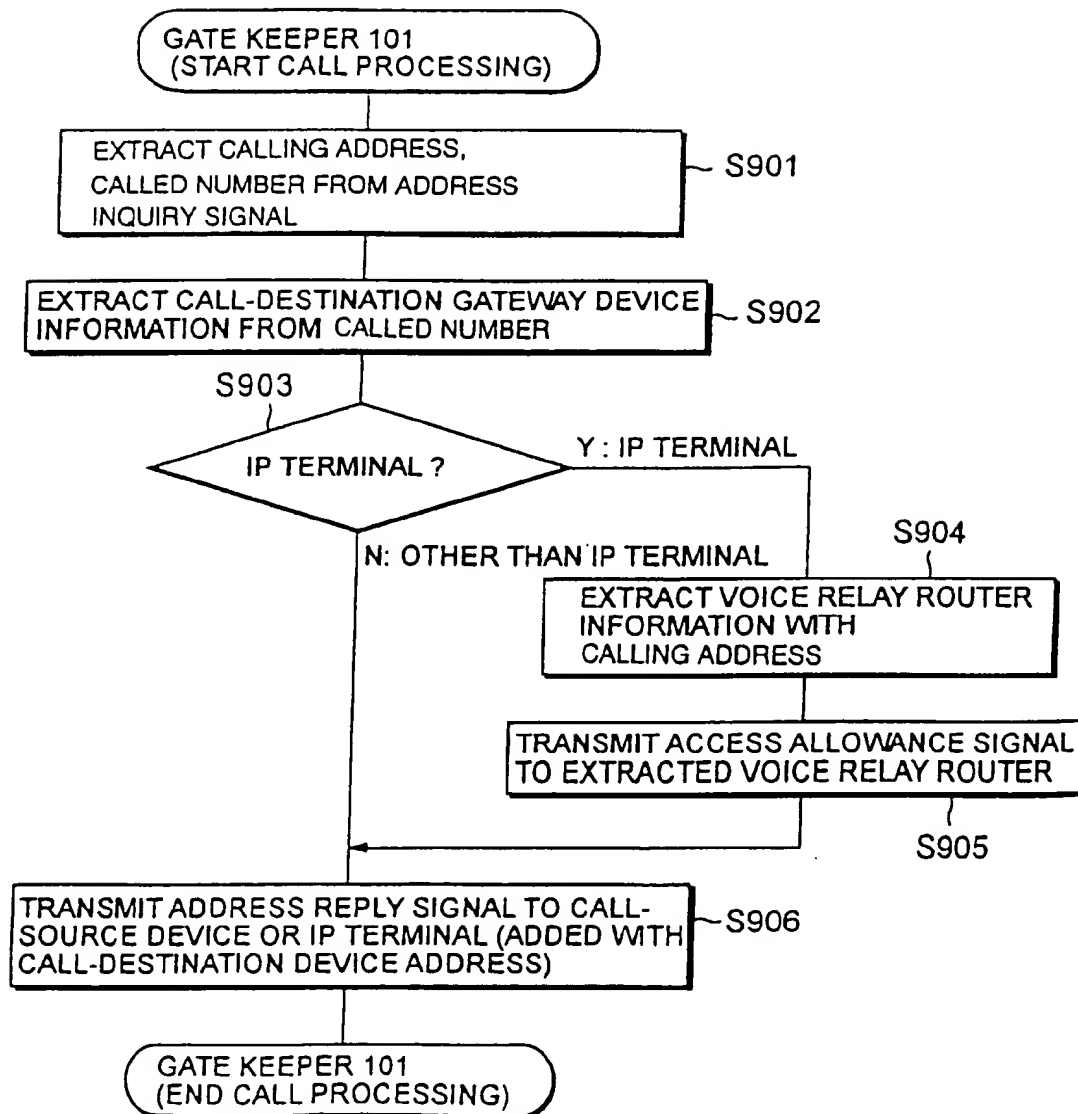 GATE KEEPER 101
(START CALL PROCESSING)
EXTRACT CALLING ADDRESS,
CALLED NUMBER FROM ADDRESS
INQUIRY SIGNAL
S901
EXTRACT CALL-DESTINATION GATEWAY DEVICE
INFORMATION FROM CALLED NUMBER
S902
S903
IP TERMINAL ?
Y : IP TERMINAL
N: OTHER THAN IP TERMINAL
S904
EXTRACT VOICE RELAY ROUTER
INFORMATION WITH
CALLING ADDRESS
TRANSMIT ACCESS ALLOWANCE SIGNAL
TO EXTRACTED VOICE RELAY ROUTER
S905
TRANSMIT ADDRESS REPLY SIGNAL TO CALL-
SOURCE DEVICE OR IP TERMINAL (ADDED WITH
CALL-DESTINATION DEVICE ADDRESS)
S906
GATE KEEPER 101
(END CALL PROCESSING)